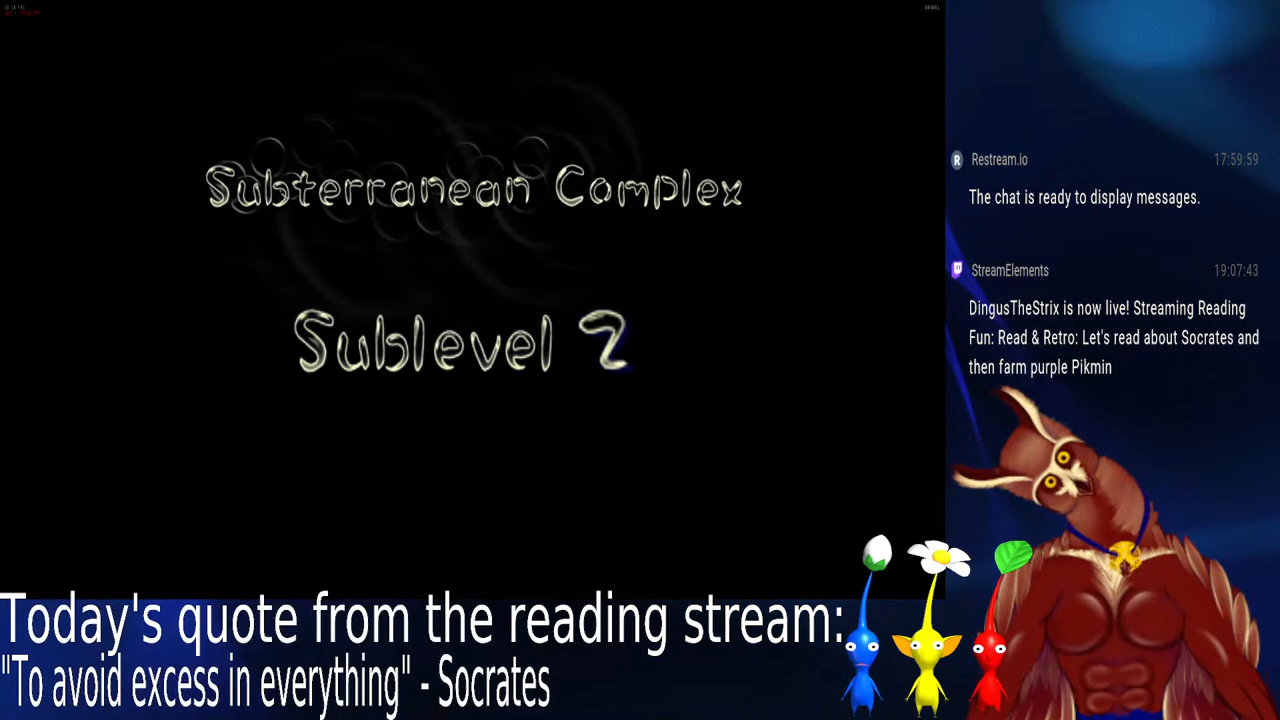 Subterranean Complex
Sublevel 2
Restream.io 17:59:59
The chat is ready to display messages.
StreamElements 19:07:43
DingusTheStrix is now live! Streaming Reading
Fun: Read & Retro: Let's read about Socrates and
then farm purple Pikmin
Today's quote from the reading stream:
"To avoid excess in everything" - Socrates